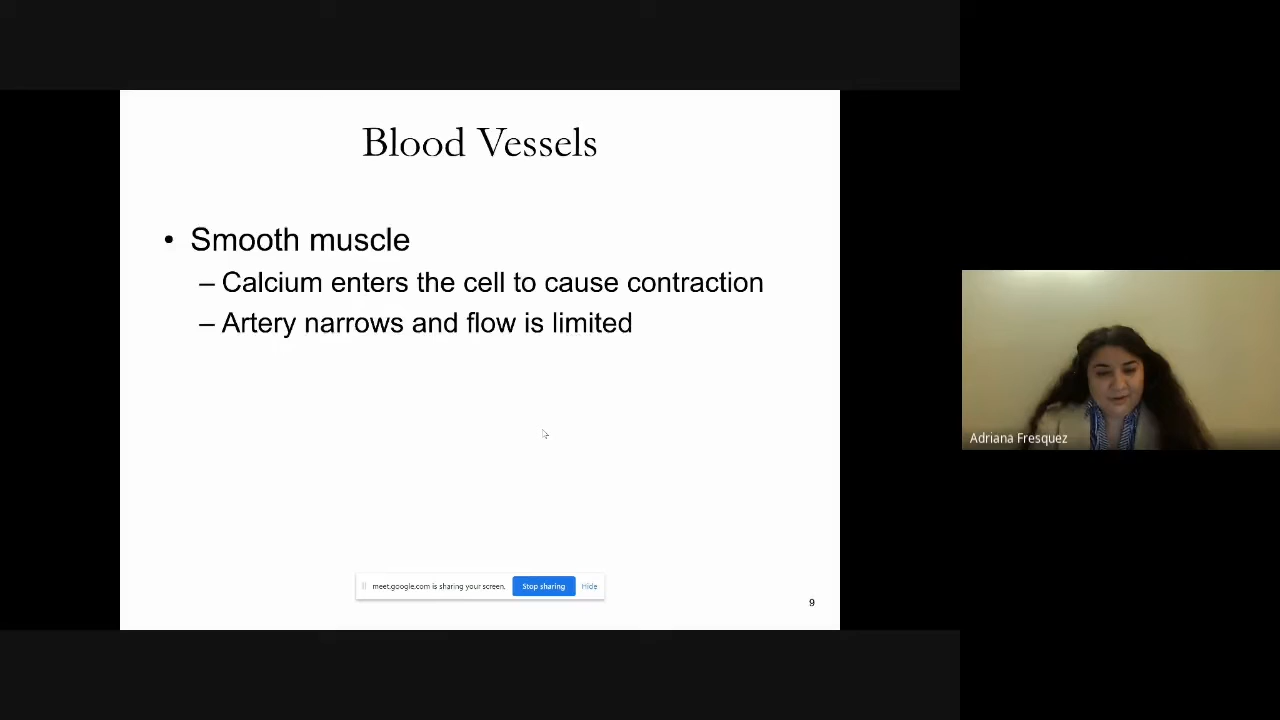 Blood Vessels
• Smooth muscle
– Calcium enters the cell to cause contraction
– Artery narrows and flow is limited
meet.google.com is sharing your screen. Stop sharing Hide
9
Adriana Fresquez